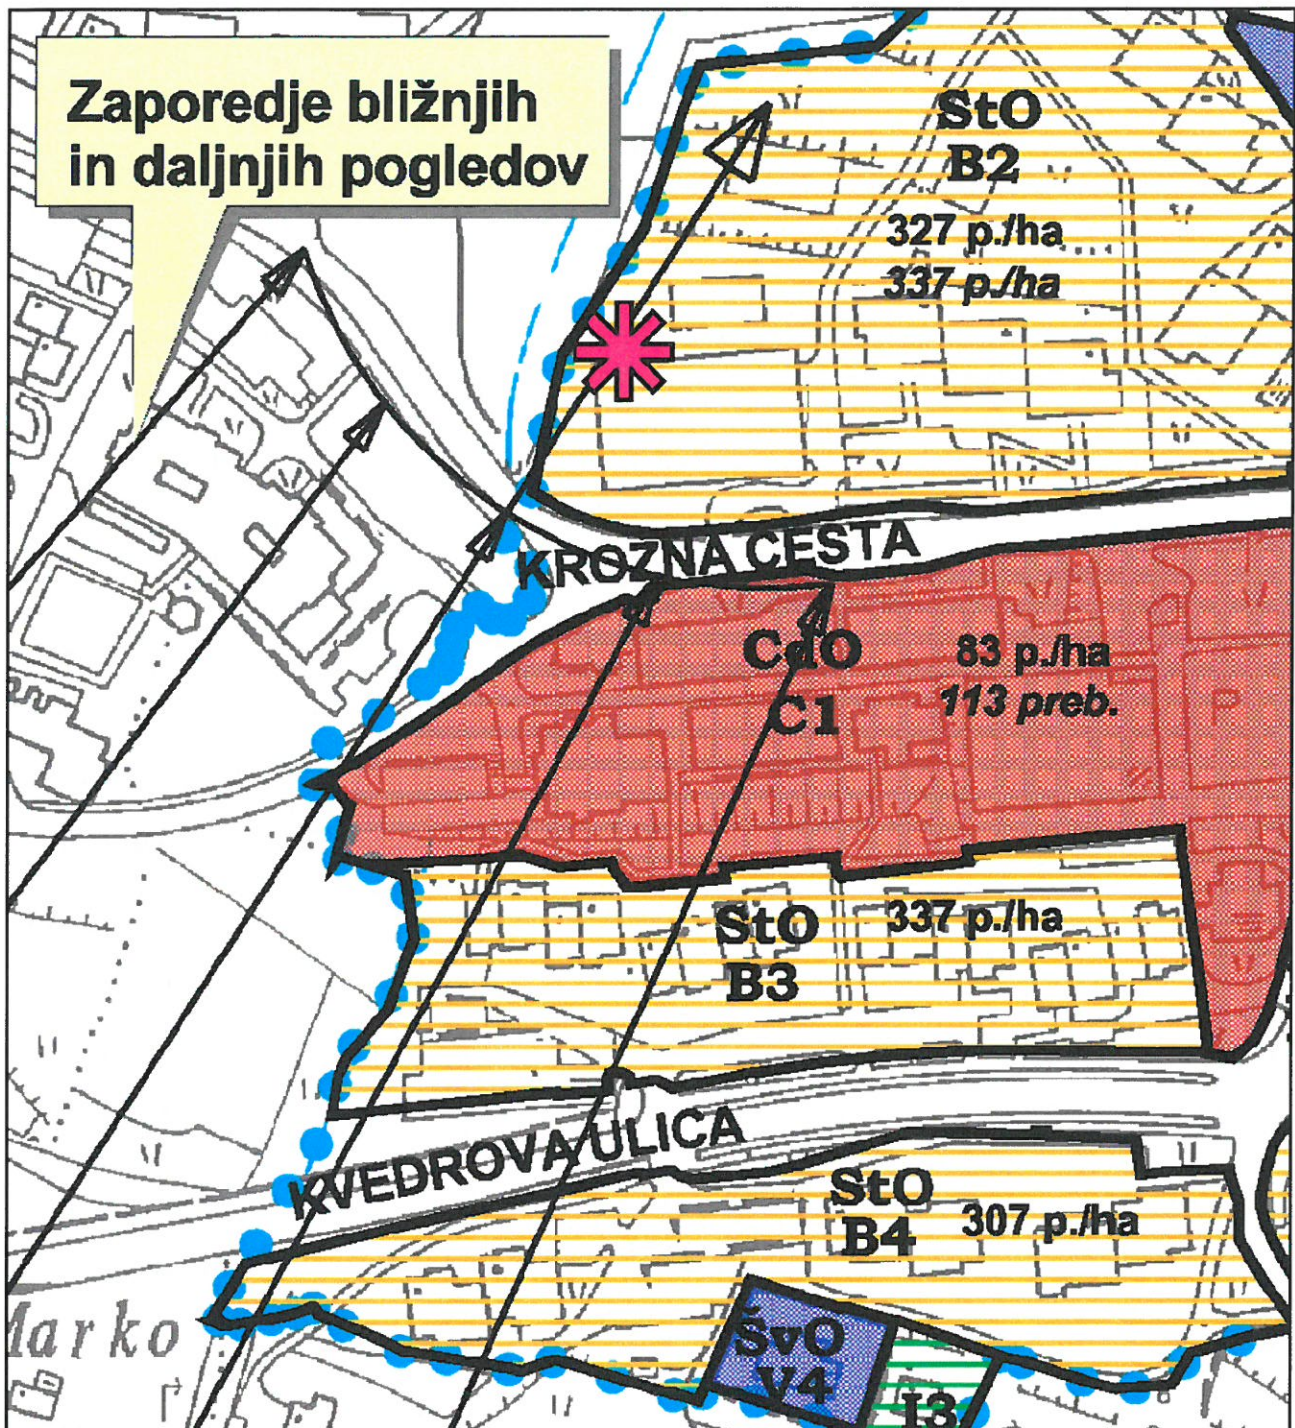 Zaporedje bližnjih
in daljnjih pogledov
StO
B2
327 p./ha
337 p./ha
KROZNA CESTA
CdO
C1
83 p./ha
113 preb.
P
StO
B3
337 p./ha
KVEDROVA ULICA
StO
B4
307 p./ha
Marko
ŠvO
V4
I3